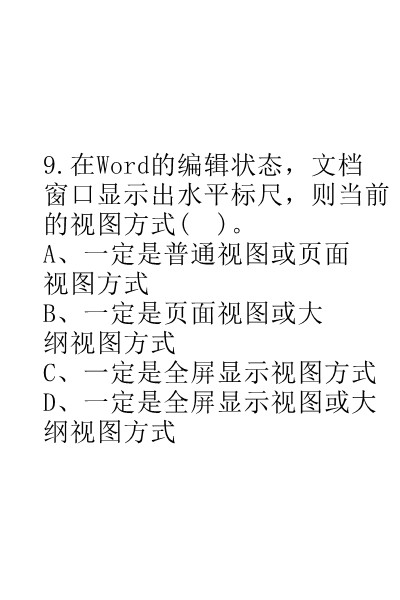 9.在Word的编辑状态，文档
窗口显示出水平标尺，则当前
的视图方式(  )。
A、一定是普通视图或页面
视图方式
B、一定是页面视图或大
纲视图方式
C、一定是全屏显示视图方式
D、一定是全屏显示视图或大
纲视图方式